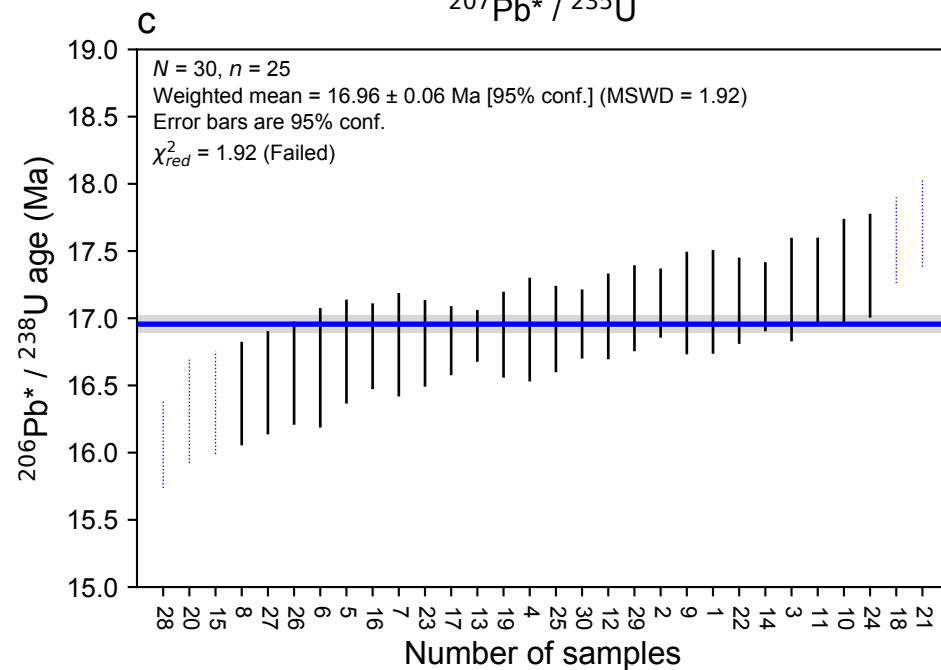 ²⁰⁷Pb* / ²³⁵U
c
N = 30, n = 25
Weighted mean = 16.96 ± 0.06 Ma [95% conf.] (MSWD = 1.92)
Error bars are 95% conf.
χ²red = 1.92 (Failed)
²⁰⁶Pb* / ²³⁸U age (Ma)
19.0
18.5
18.0
17.5
17.0
16.5
16.0
15.5
15.0
28 20 15 8 27 26 6 5 16 7 23 17 13 19 4 25 30 12 29 2 9 1 22 14 3 11 10 24 18 21
Number of samples